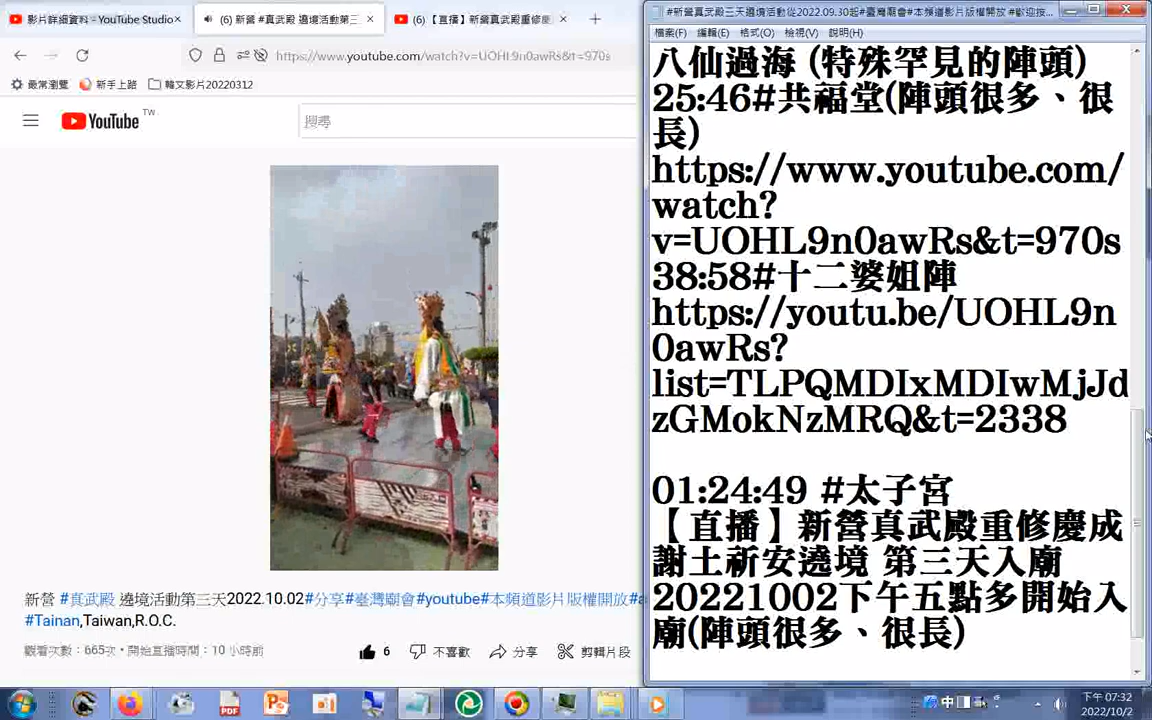 影片詳細資料 - YouTube Studio
(6) 新營 #真武殿 遶境活動第三
(6)【直播】新營真武殿重修慶
https://www.youtube.com/watch?v=UOHL9n0awRs&t=970s
最常瀏覽
新手上路
韓文影片20220312
YouTube TW
搜尋
新營 #真武殿 遶境活動第三天2022.10.02#分享#臺灣廟會#youtube#本頻道影片版權開放#a
#Tainan,Taiwan,R.O.C.
觀看次數：665次・開始直播時間：10 小時前
6
不喜歡
分享
剪輯片段
#新營真武殿三天遶境活動從2022.09.30起#臺灣廟會#本頻道影片版權開放 #歡迎按...
檔案(F) 編輯(E) 格式(O) 檢視(V) 說明(H)
八仙過海 (特殊罕見的陣頭)
25:46#共福堂(陣頭很多、很
長)
https://www.youtube.com/
watch?
v=UOHL9n0awRs&t=970s
38:58#十二婆姐陣
https://youtu.be/UOHL9n
0awRs?
list=TLPQMDIxMDIwMjJd
zGMokNzMRQ&t=2338
01:24:49 #太子宮
【直播】新營真武殿重修慶成
謝土祈安遶境 第三天入廟
20221002下午五點多開始入
廟(陣頭很多、很長)
PDF
中
下午 07:32
2022/10/2